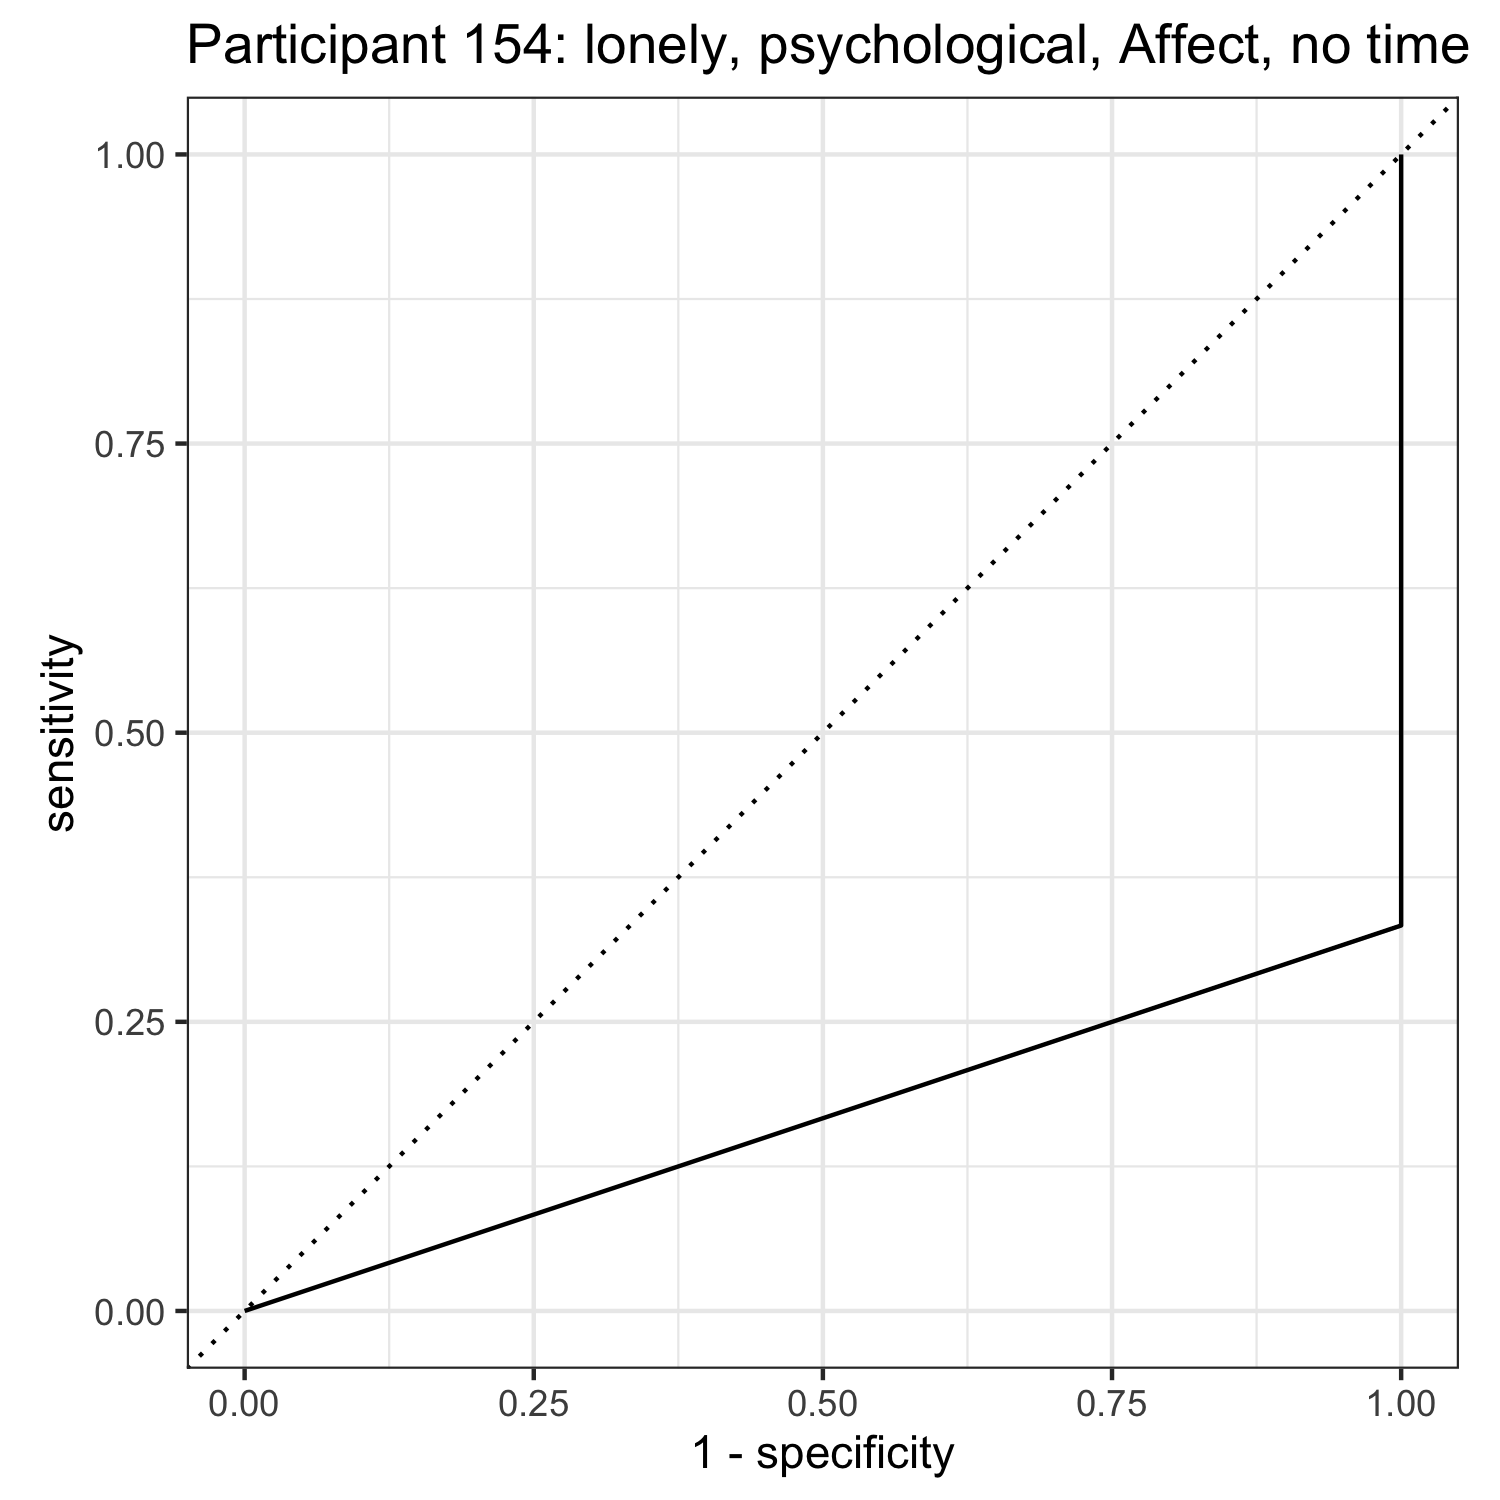 Participant 154: lonely, psychological, Affect, no time
1.00
0.75
0.50
0.25
0.00
sensitivity
0.00 0.25 0.50 0.75 1.00
1 - specificity